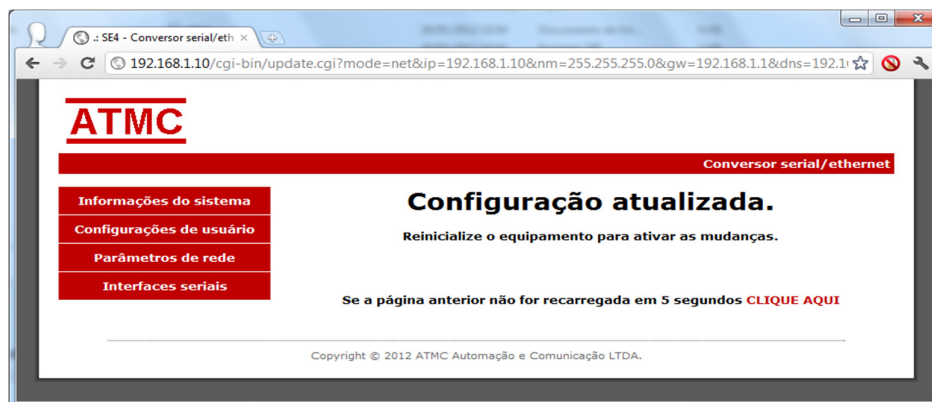 .: SE4 - Conversor serial/eth
192.168.1.10/cgi-bin/update.cgi?mode=net&ip=192.168.1.10&nm=255.255.255.0&gw=192.168.1.1&dns=192.1
ATMC
Conversor serial/ethernet
Informações do sistema
Configurações de usuário
Parâmetros de rede
Interfaces seriais
Configuração atualizada.
Reinicialize o equipamento para ativar as mudanças.
Se a página anterior não for recarregada em 5 segundos CLIQUE AQUI
Copyright © 2012 ATMC Automação e Comunicação LTDA.